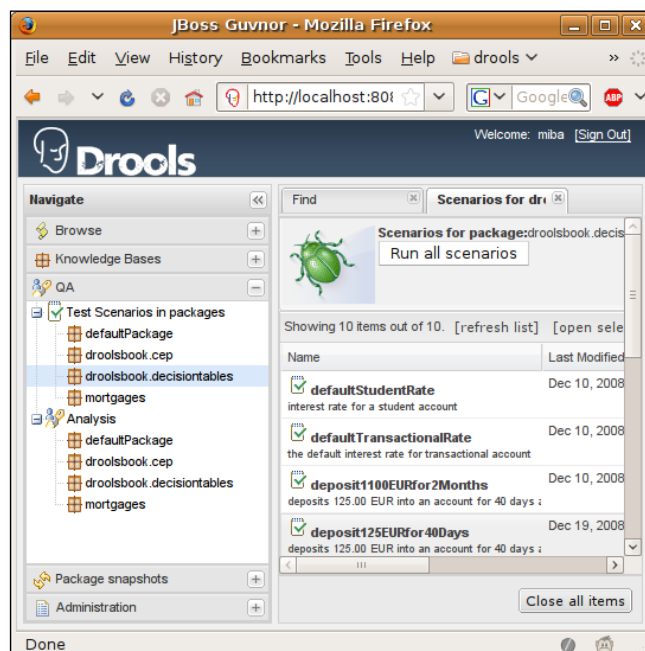 JBoss Guvnor - Mozilla Firefox
File Edit View History Bookmarks Tools Help drools »
http://localhost:808 G Google ABP
Drools
Welcome: miba [Sign Out]
Navigate
Browse
Knowledge Bases
QA
Test Scenarios in packages
defaultPackage
droolsbook.cep
droolsbook.decisiontables
mortgages
Analysis
defaultPackage
droolsbook.cep
droolsbook.decisiontables
mortgages
Package snapshots
Administration
Find
Scenarios for dr
Scenarios for package:droolsbook.decis
Run all scenarios
Showing 10 items out of 10. [refresh list] [open sele
Name Last Modified
defaultStudentRate Dec 10, 2008
interest rate for a student account
defaultTransactionalRate Dec 10, 2008
the default interest rate for transactional account
deposit1100EURfor2Months Dec 10, 2008
deposits 125.00 EUR into an account for 40 days a
deposit125EURfor40Days Dec 19, 2008
deposits 125.00 EUR into an account for 40 days a
Close all items
Done